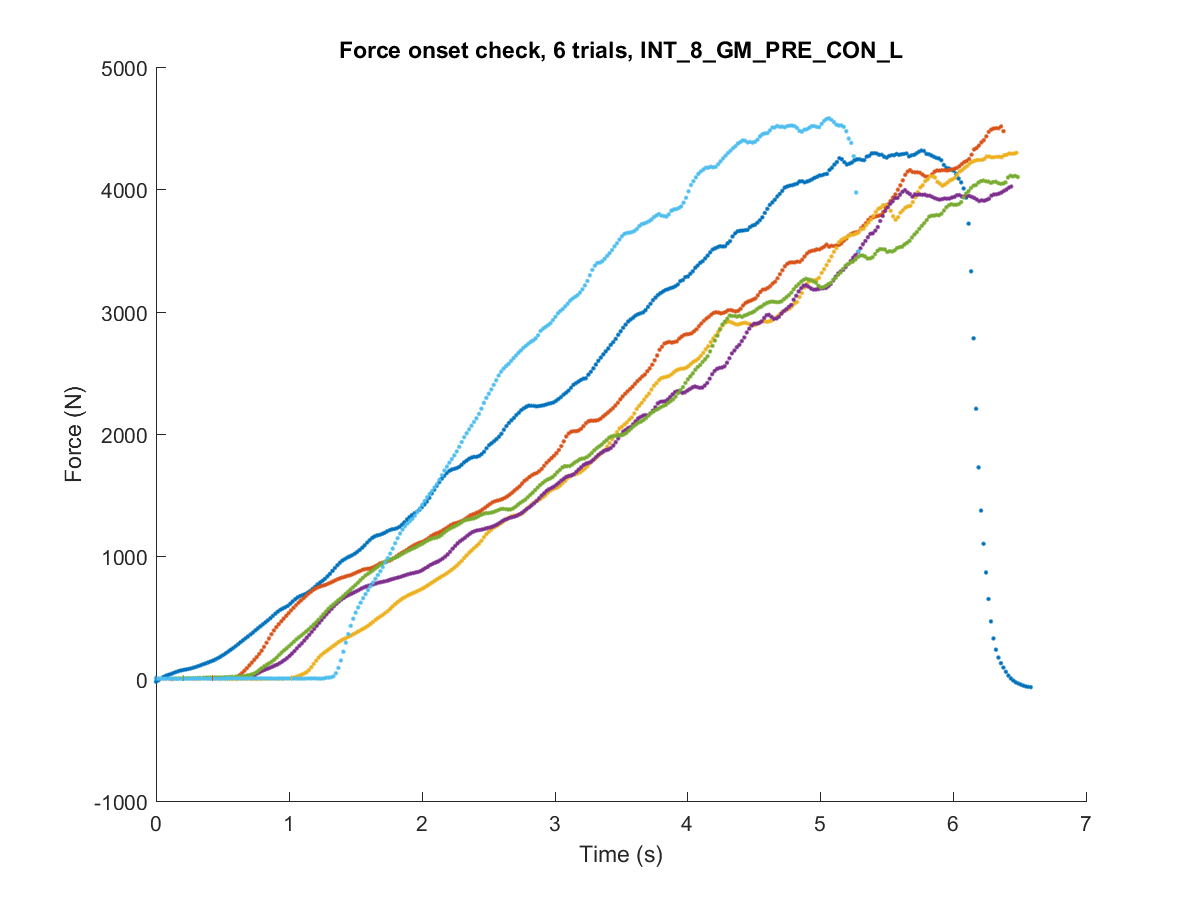 Force onset check, 6 trials, INT_8_GM_PRE_CON_L
5000
4000
3000
2000
1000
0
-1000
Force (N)
0 1 2 3 4 5 6 7
Time (s)